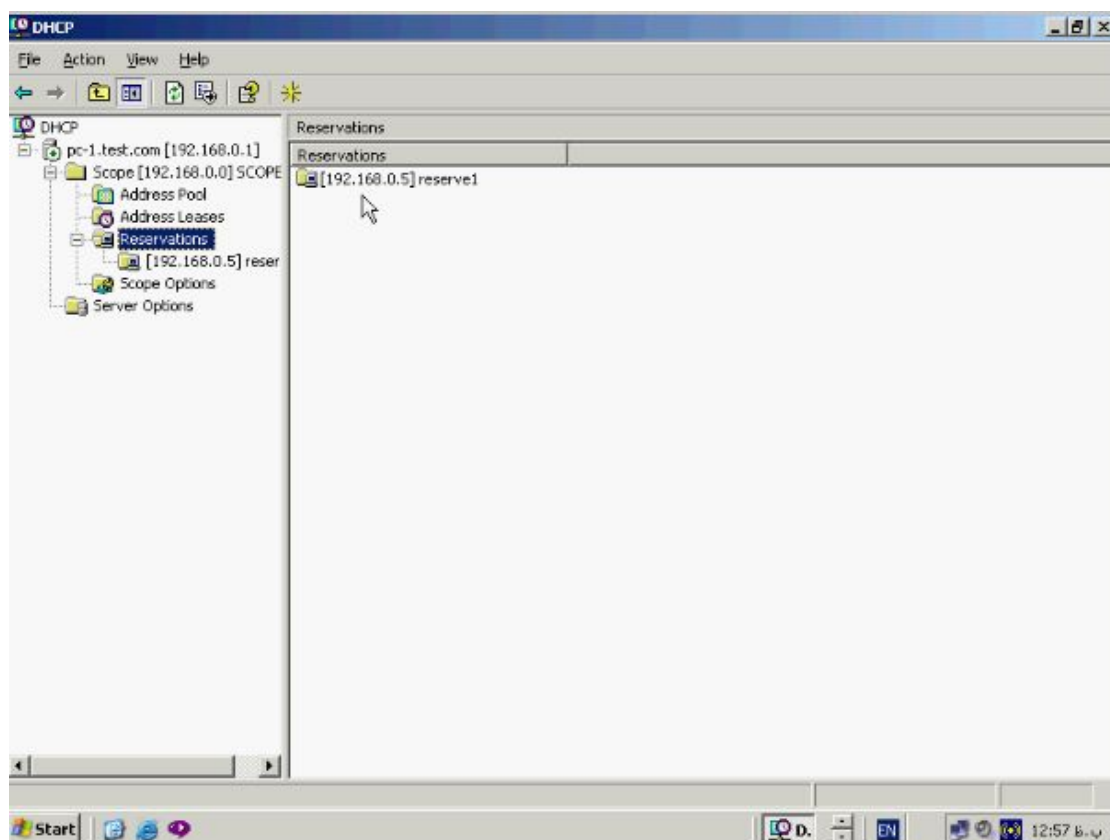 DHCP
File Action View Help
DHCP
pc-1.test.com [192.168.0.1]
Scope [192.168.0.0] SCOPE
Address Pool
Address Leases
Reservations
[192.168.0.5] reser
Scope Options
Server Options
Reservations
Reservations
[192.168.0.5] reserve1
Start
D.
EN
12:57 ب.ظ